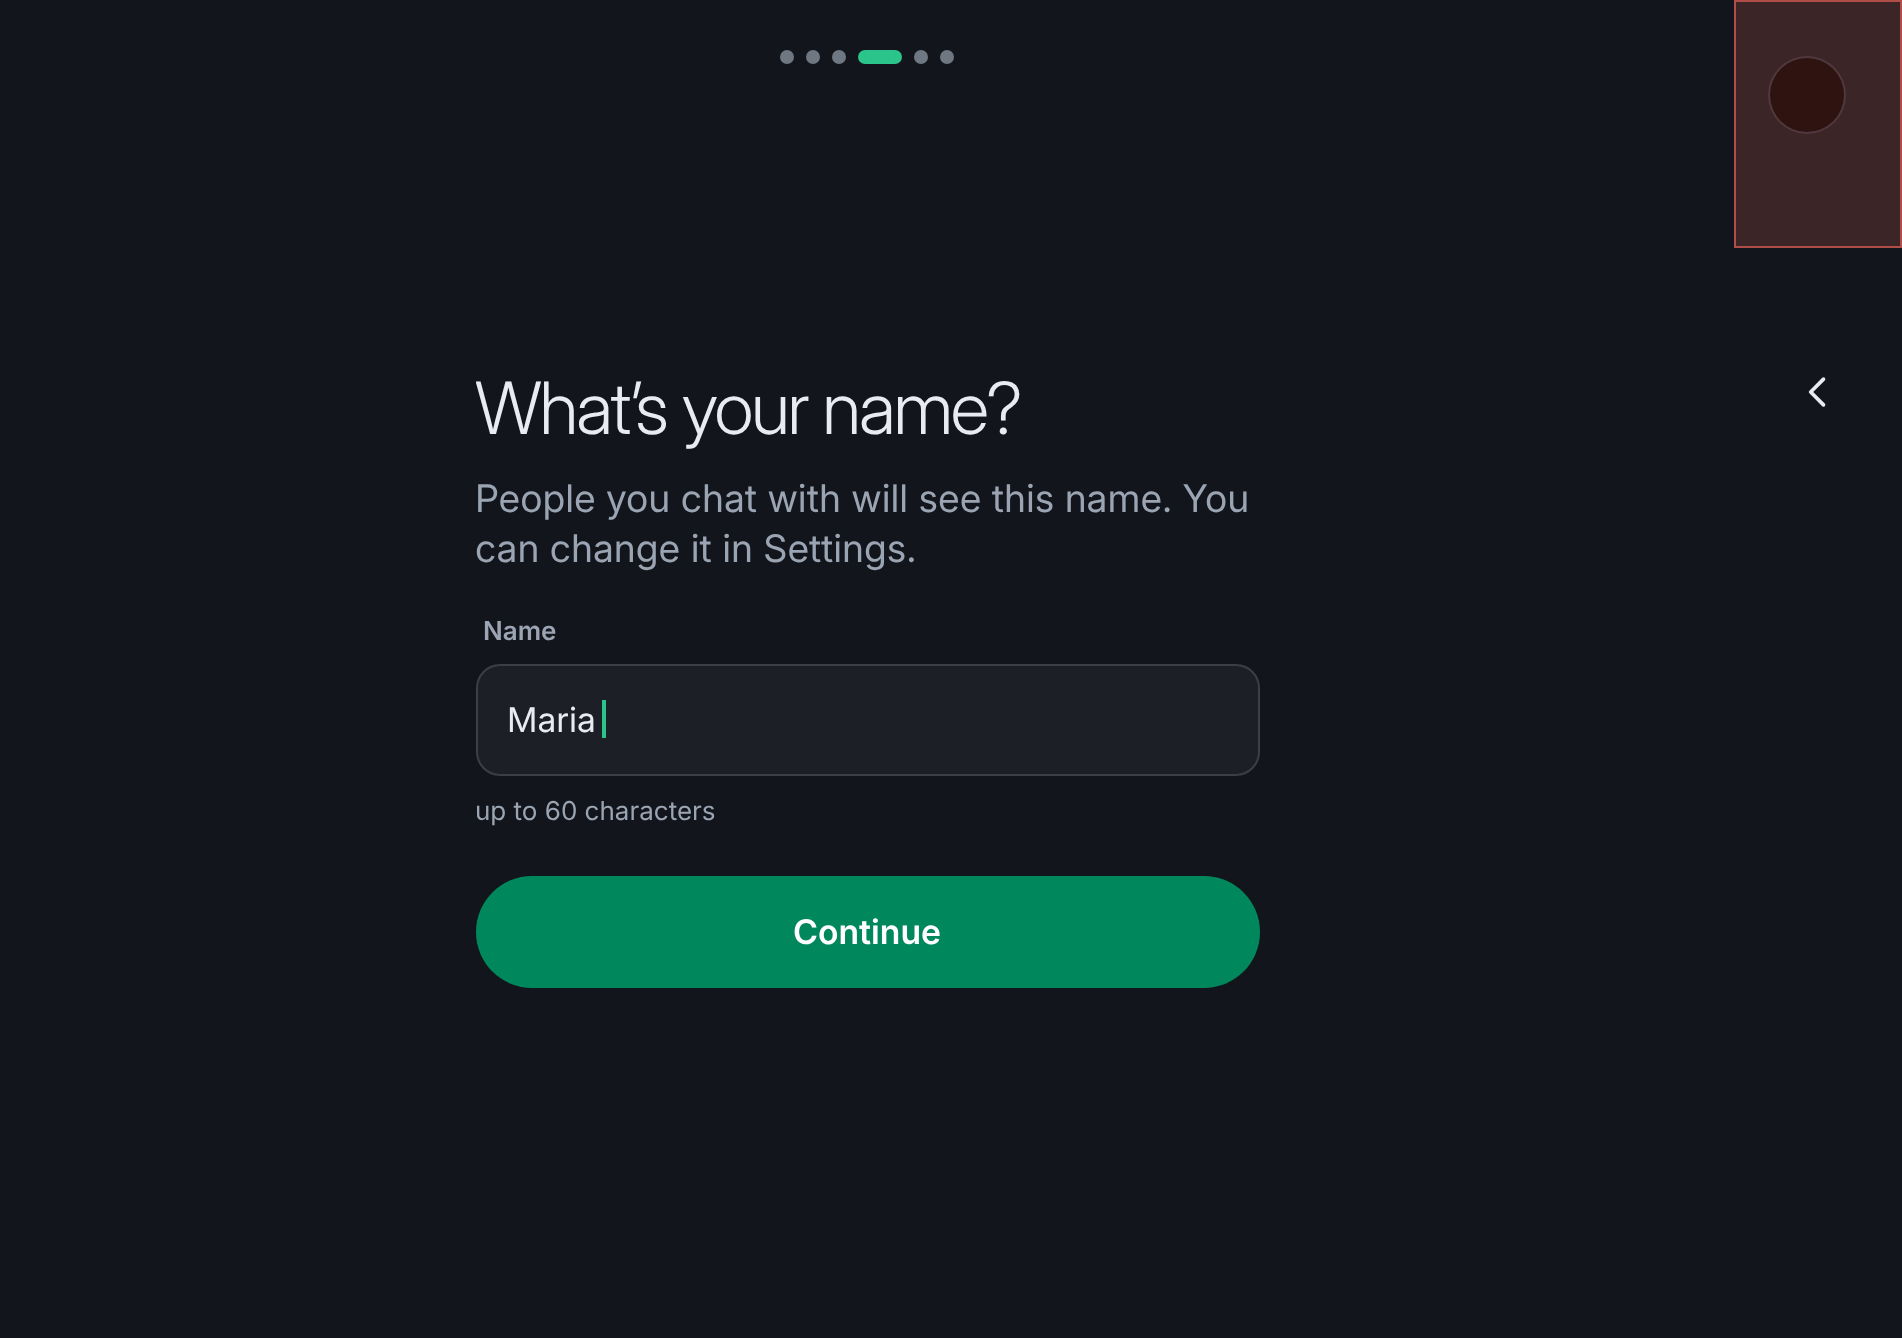 What’s your name?
People you chat with will see this name. You
can change it in Settings.
Name
Maria
up to 60 characters
Continue